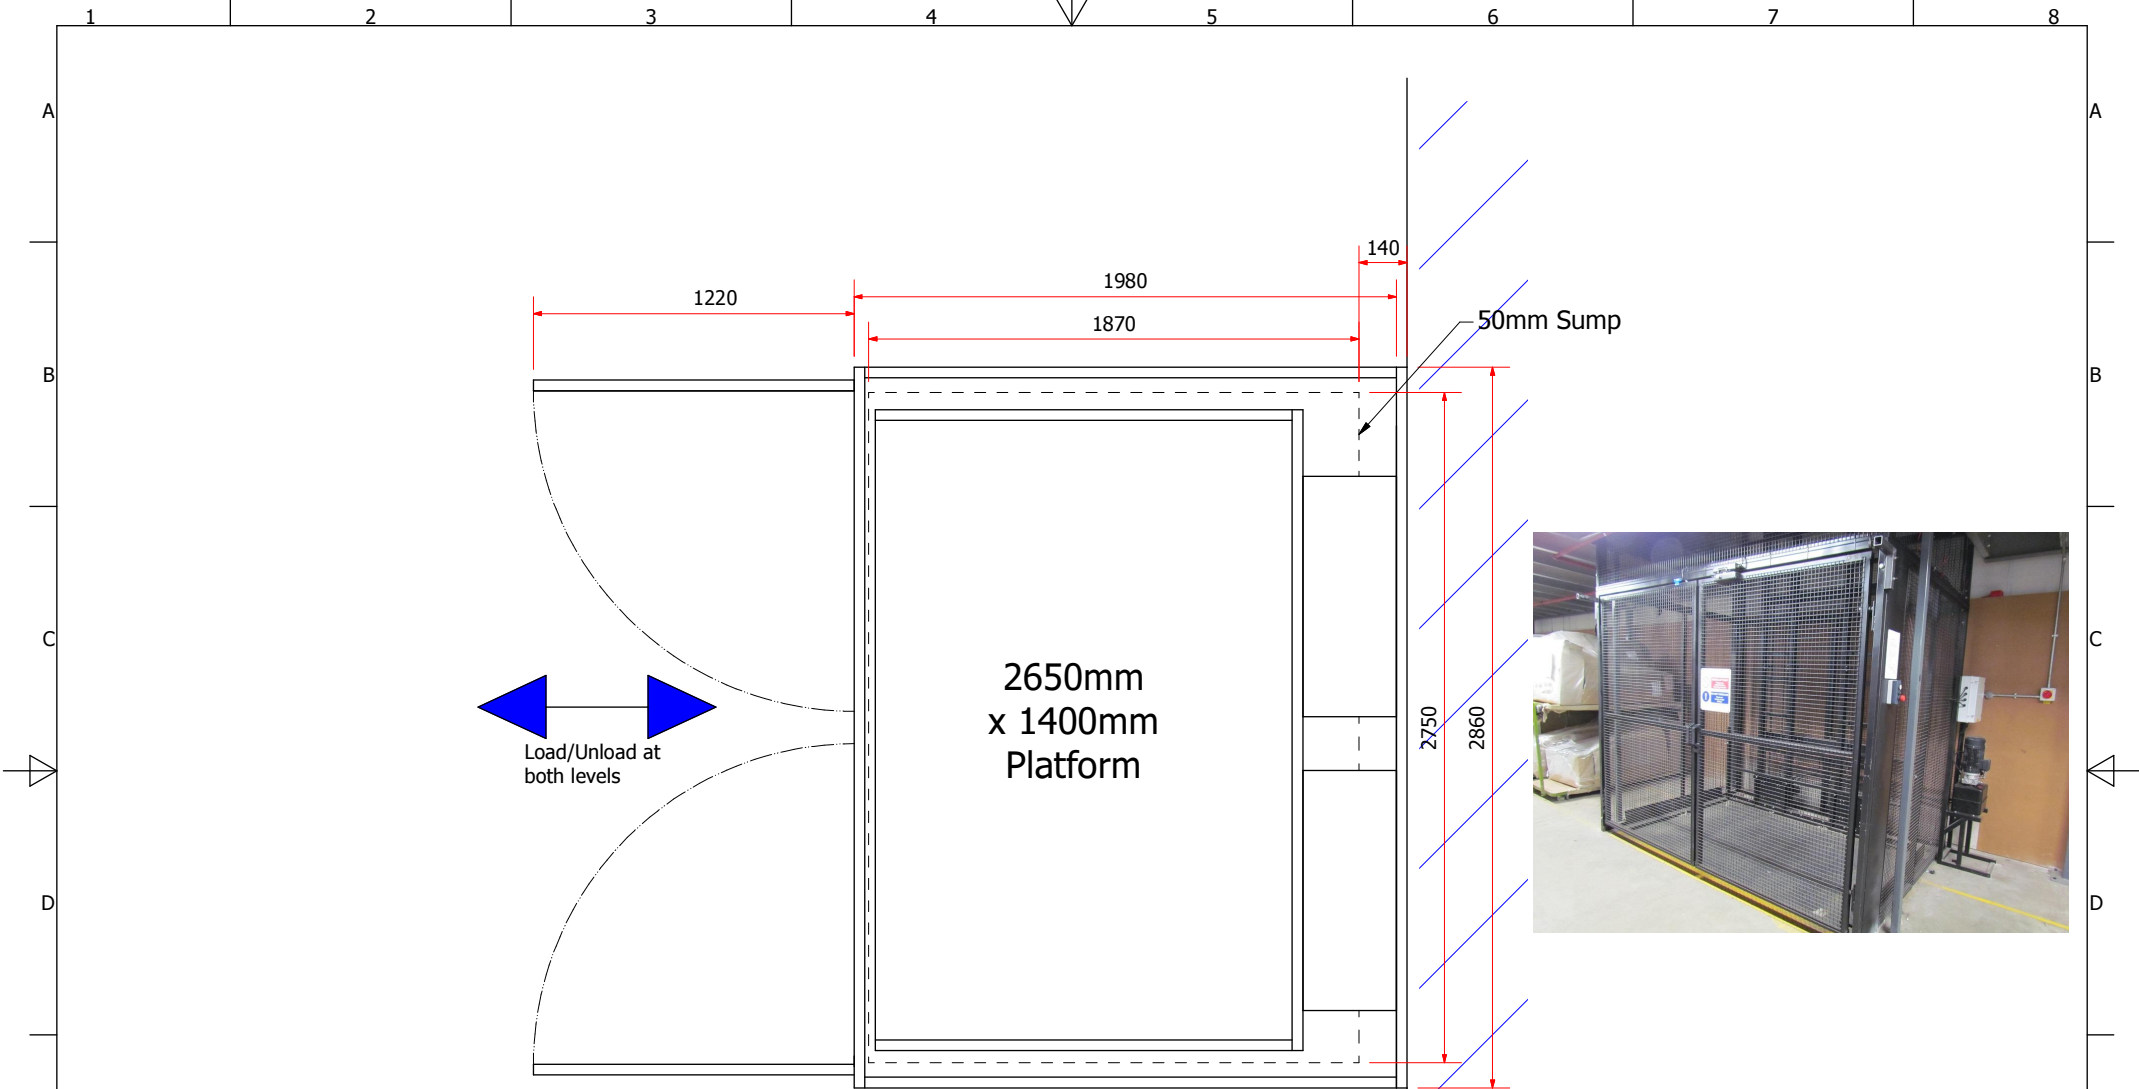 1 2 3 4 5 6 7 8
A A
140
1980
1220
50mm Sump
1870
B B
C C
2650mm
x 1400mm
Platform
2750
2860
Load/Unload at
both levels
D D